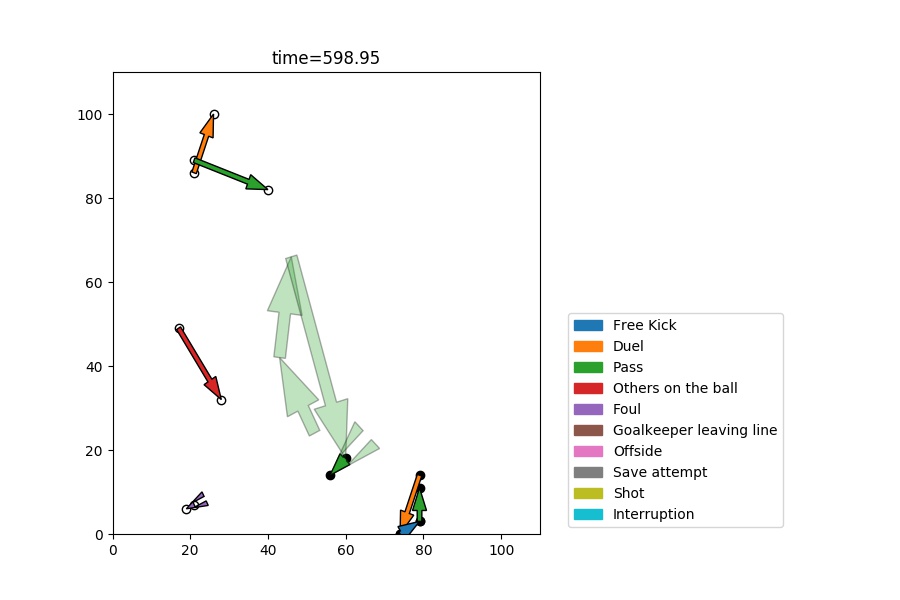 time=598.95
100
80
60
40
20
0
0 20 40 60 80 100
Free Kick
Duel
Pass
Others on the ball
Foul
Goalkeeper leaving line
Offside
Save attempt
Shot
Interruption